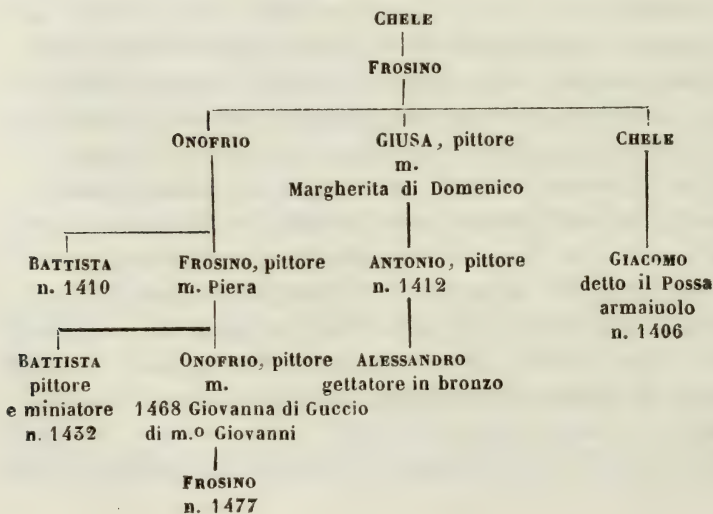 CHELE
FROSINO
ONOFRIO GIUSA, pittore CHELE
m.
Margherita di Domenico
BATTISTA FROSINO, pittore ANTONIO, pittore GIACOMO
n. 1410 m. Piera n. 1412 detto il Possa
armaiuolo
n. 1406
BATTISTA ONOFRIO, pittore ALESSANDRO
pittore m. gettatore in bronzo
e miniatore 1468 Giovanna di Guccio
n. 1432 di m.º Giovanni
FROSINO
n. 1477